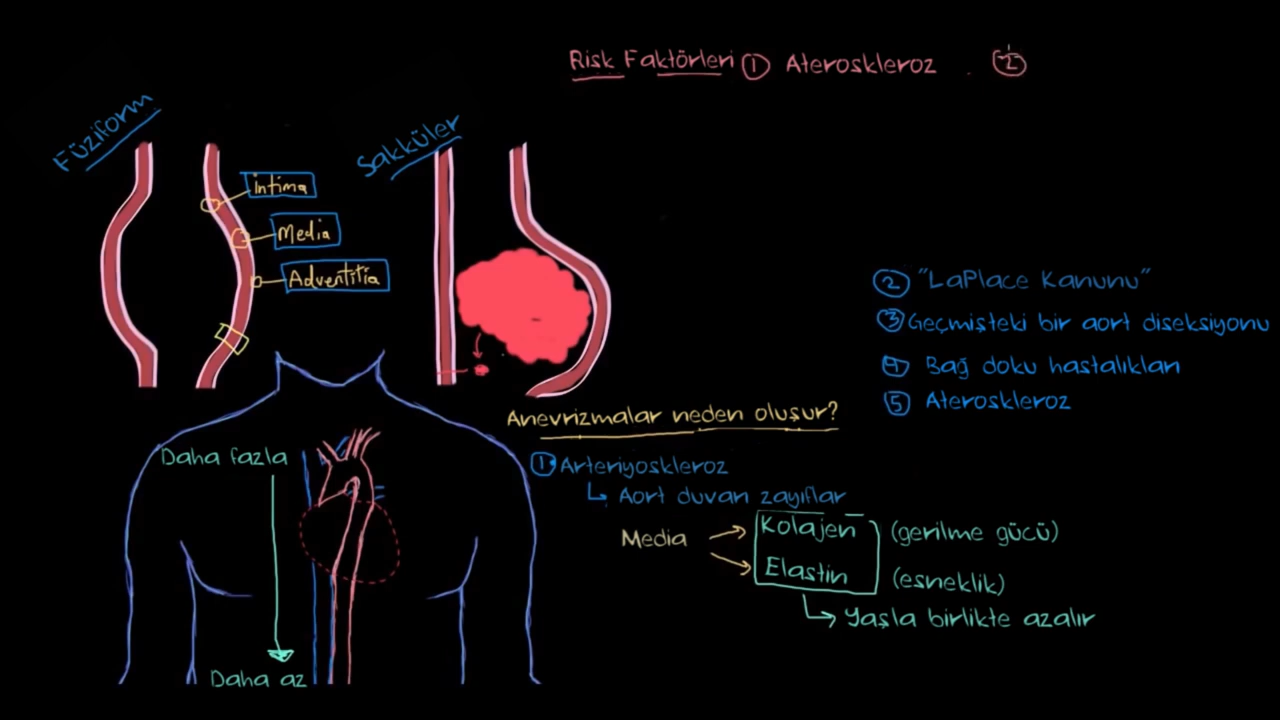 Risk Faktörleri ① Ateroskleroz ②
Füziform
Sakküler
İntima
Media
Adventitia
② "LaPlace Kanunu"
③ Geçmişteki bir aort diseksiyonu
④ Bağ doku hastalıkları
⑤ Ateroskleroz
Anevrizmalar neden oluşur?
① Arteriyoskleroz
↳ Aort duvarı zayıflar
Media
Kolajen (gerilme gücü)
Elastin (esneklik)
↳ Yaşla birlikte azalır
Daha fazla
Daha az